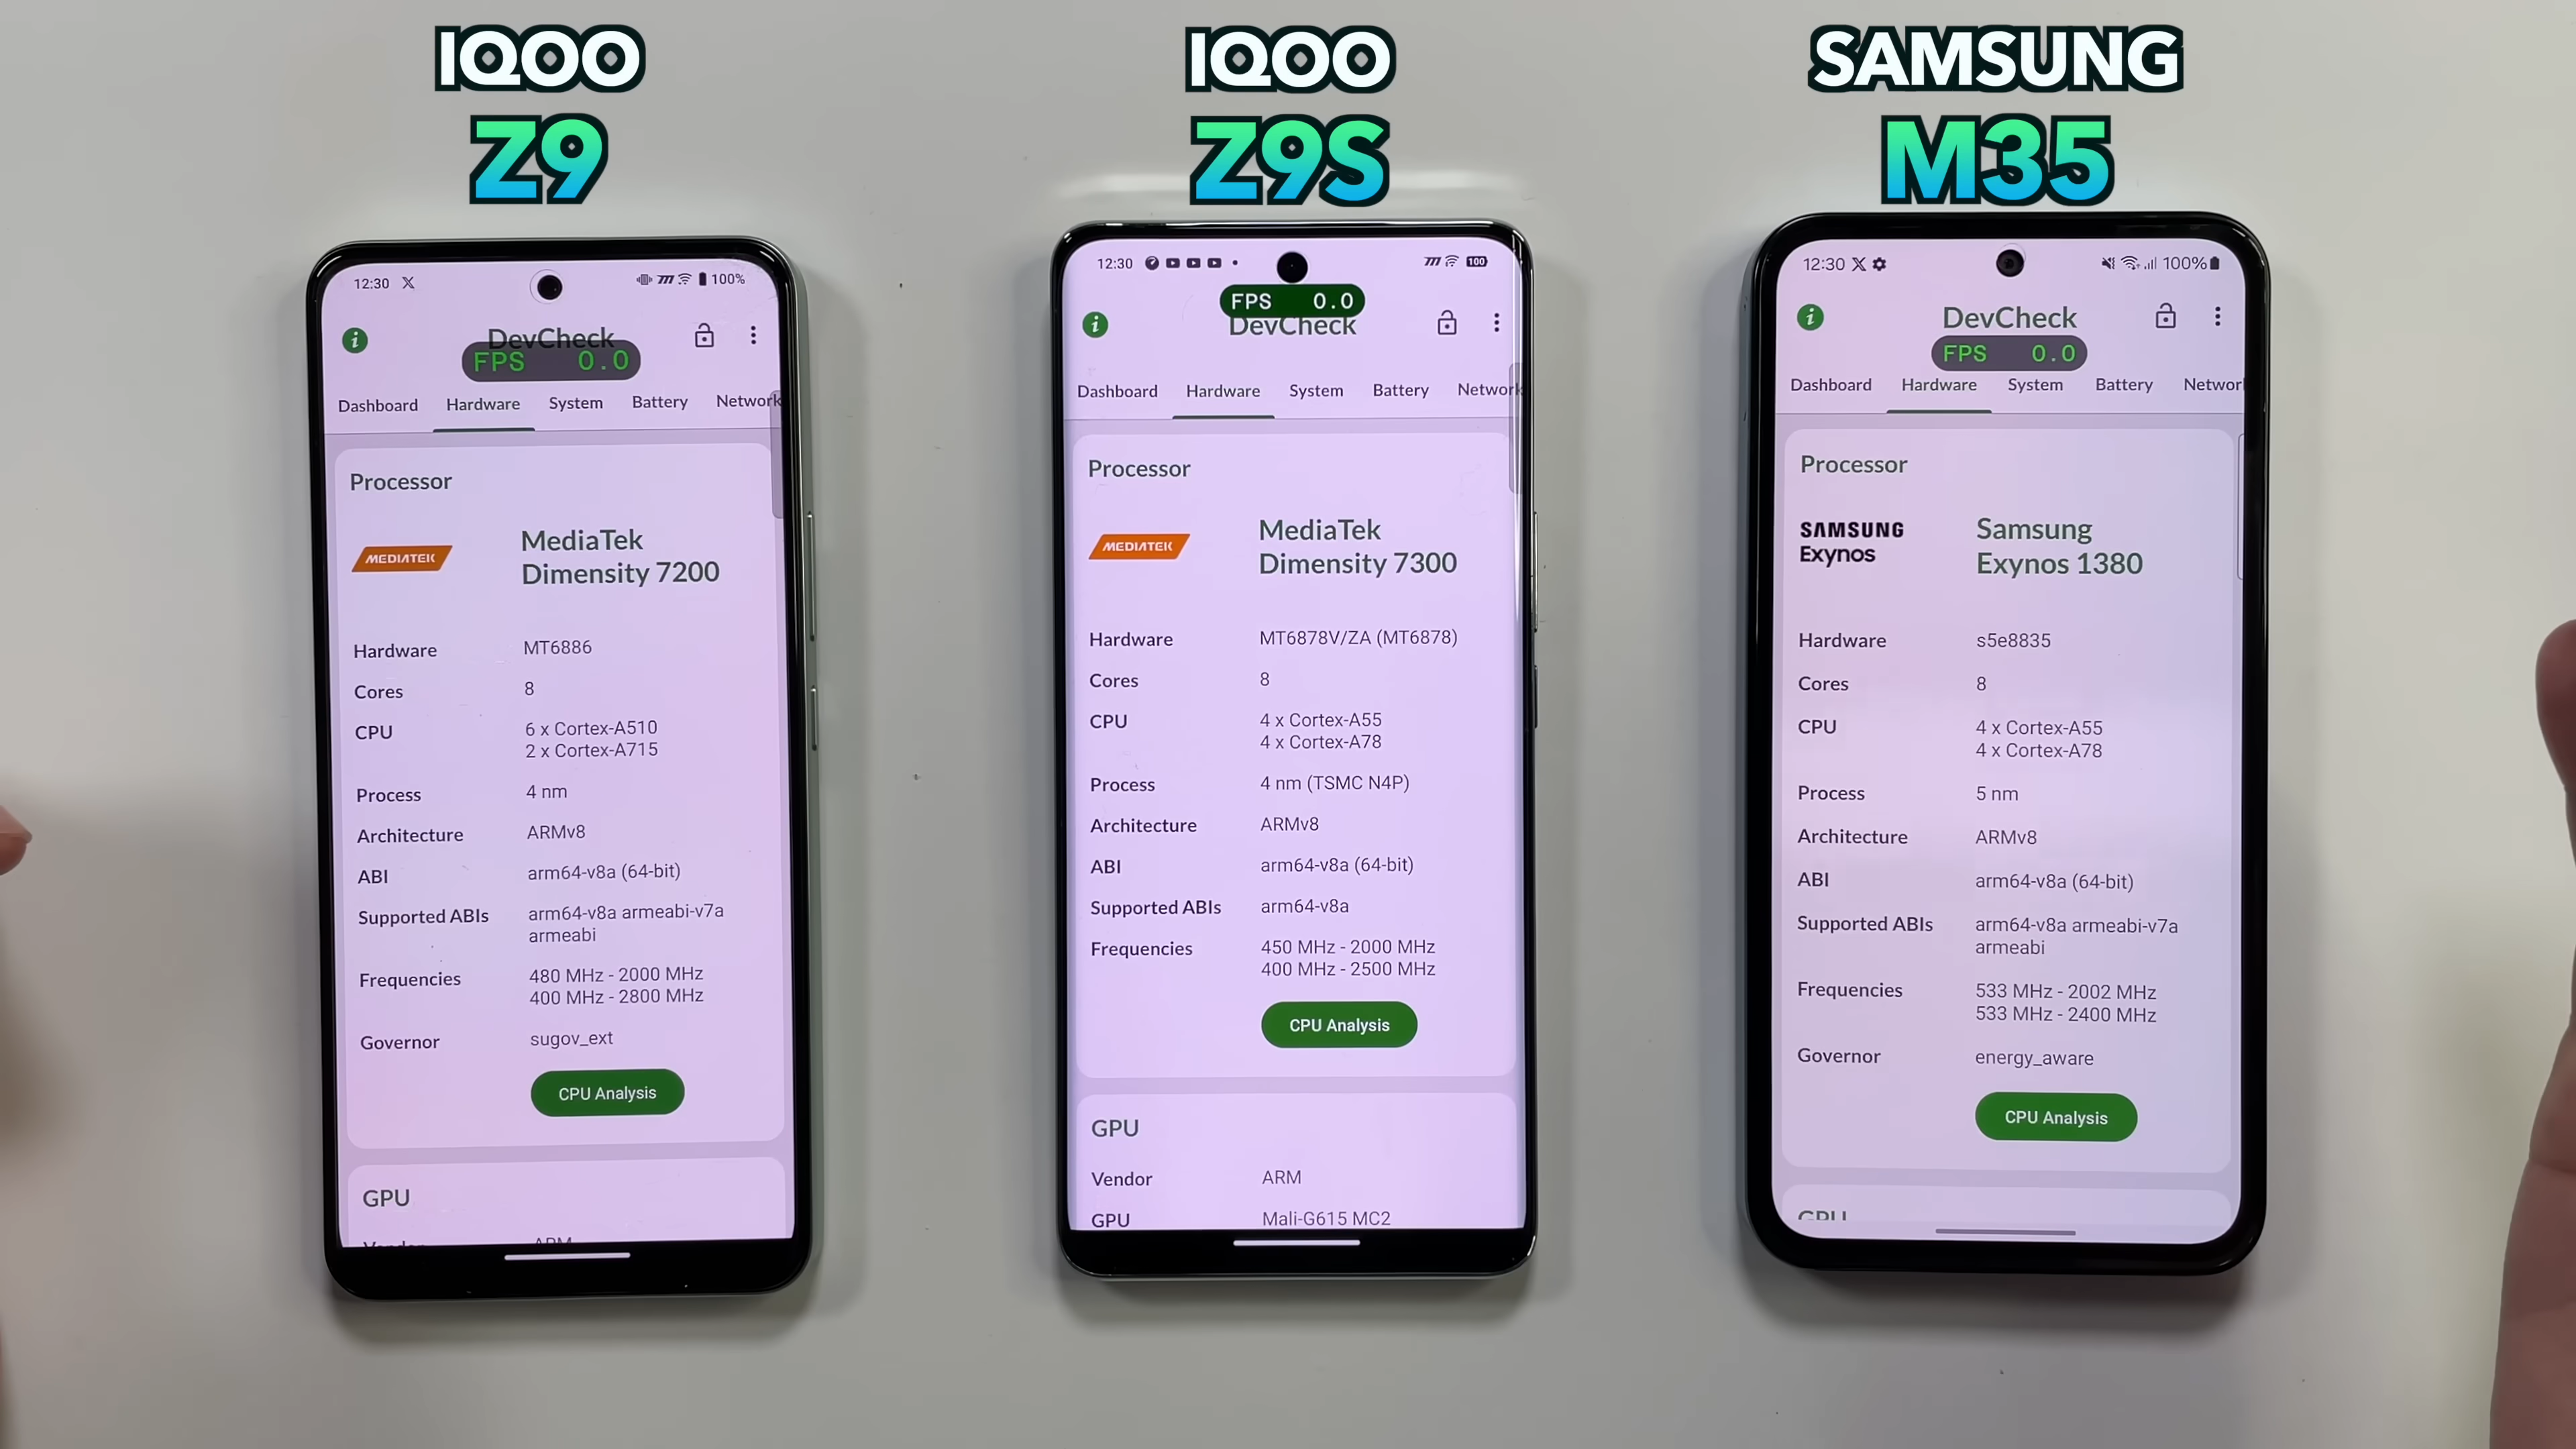 IQOO
Z9
12:30
100%
DevCheck
FPS 0.0
Dashboard Hardware System Battery Network
Processor
MEDIATEK
MediaTek
Dimensity 7200
Hardware MT6886
Cores 8
CPU 6 x Cortex-A510
2 x Cortex-A715
Process 4 nm
Architecture ARMv8
ABI arm64-v8a (64-bit)
Supported ABIs arm64-v8a armeabi-v7a
armeabi
Frequencies 480 MHz - 2000 MHz
400 MHz - 2800 MHz
Governor sugov_ext
CPU Analysis
GPU
IQOO
Z9S
12:30
100
FPS 0.0
DevCheck
Dashboard Hardware System Battery Network
Processor
MEDIATEK
MediaTek
Dimensity 7300
Hardware MT6878V/ZA (MT6878)
Cores 8
CPU 4 x Cortex-A55
4 x Cortex-A78
Process 4 nm (TSMC N4P)
Architecture ARMv8
ABI arm64-v8a (64-bit)
Supported ABIs arm64-v8a
Frequencies 450 MHz - 2000 MHz
400 MHz - 2500 MHz
CPU Analysis
GPU
Vendor ARM
GPU Mali-G615 MC2
SAMSUNG
M35
12:30
100%
DevCheck
FPS 0.0
Dashboard Hardware System Battery Networ
Processor
SAMSUNG
Exynos
Samsung
Exynos 1380
Hardware s5e8835
Cores 8
CPU 4 x Cortex-A55
4 x Cortex-A78
Process 5 nm
Architecture ARMv8
ABI arm64-v8a (64-bit)
Supported ABIs arm64-v8a armeabi-v7a
armeabi
Frequencies 533 MHz - 2002 MHz
533 MHz - 2400 MHz
Governor energy_aware
CPU Analysis
GPU